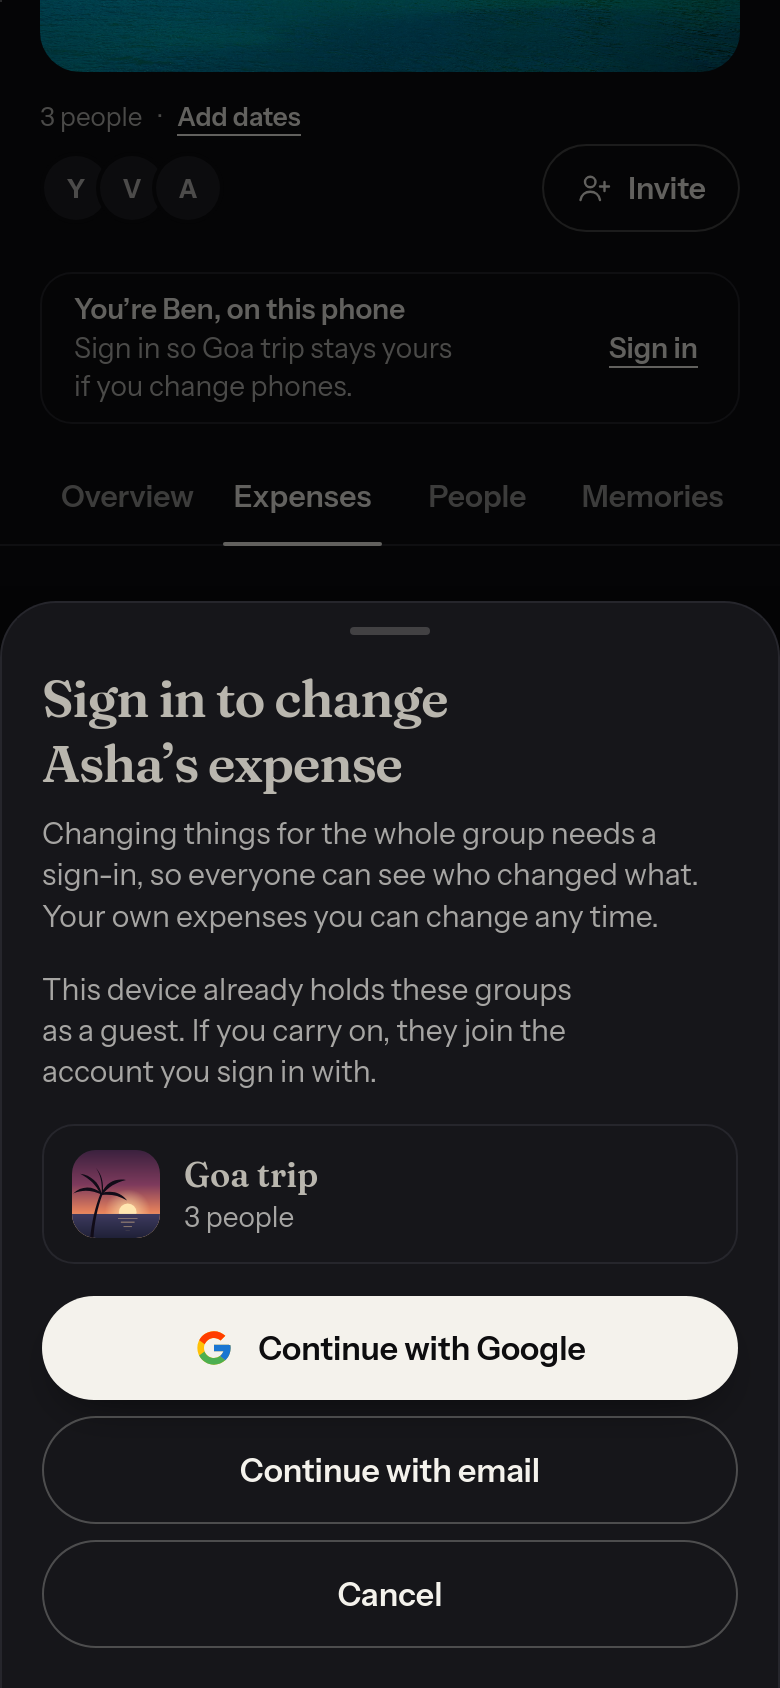 3 people · Add dates
Y V A
Invite
You’re Ben, on this phone
Sign in so Goa trip stays yours
if you change phones.
Sign in
Overview Expenses People Memories
Sign in to change
Asha’s expense
Changing things for the whole group needs a
sign-in, so everyone can see who changed what.
Your own expenses you can change any time.
This device already holds these groups
as a guest. If you carry on, they join the
account you sign in with.
Goa trip
3 people
Continue with Google
Continue with email
Cancel